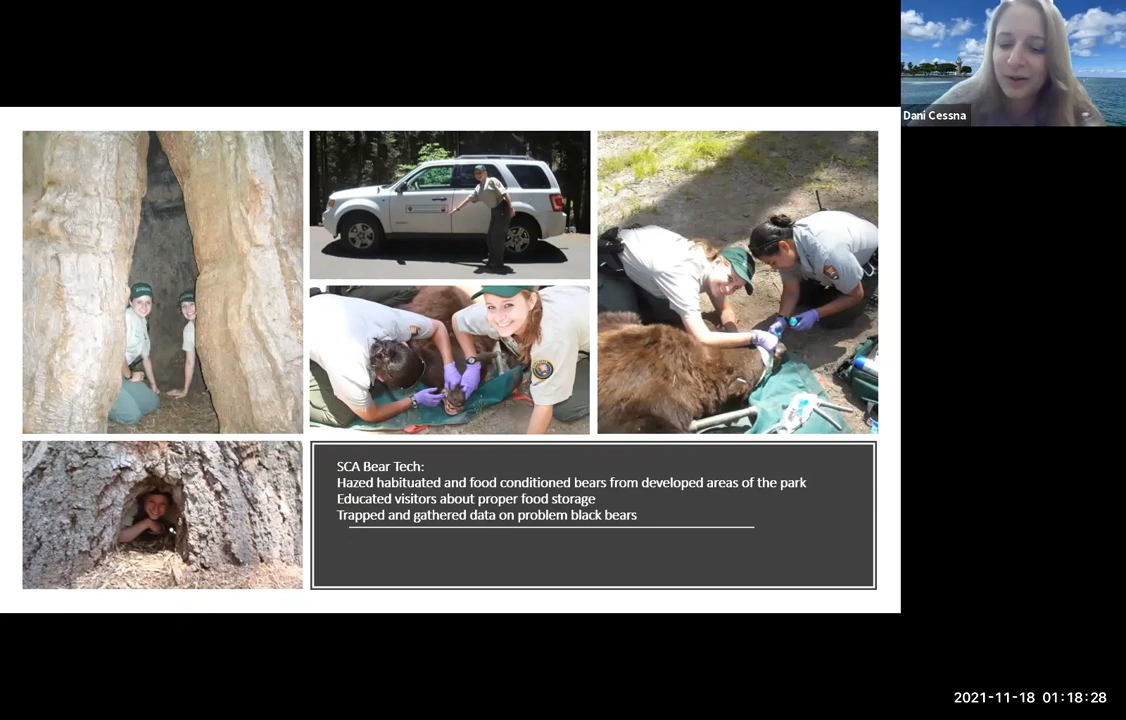 Dani Cessna
SCA Bear Tech:
Hazed habituated and food conditioned bears from developed areas of the park
Educated visitors about proper food storage
Trapped and gathered data on problem black bears
2021-11-18 01:18:28